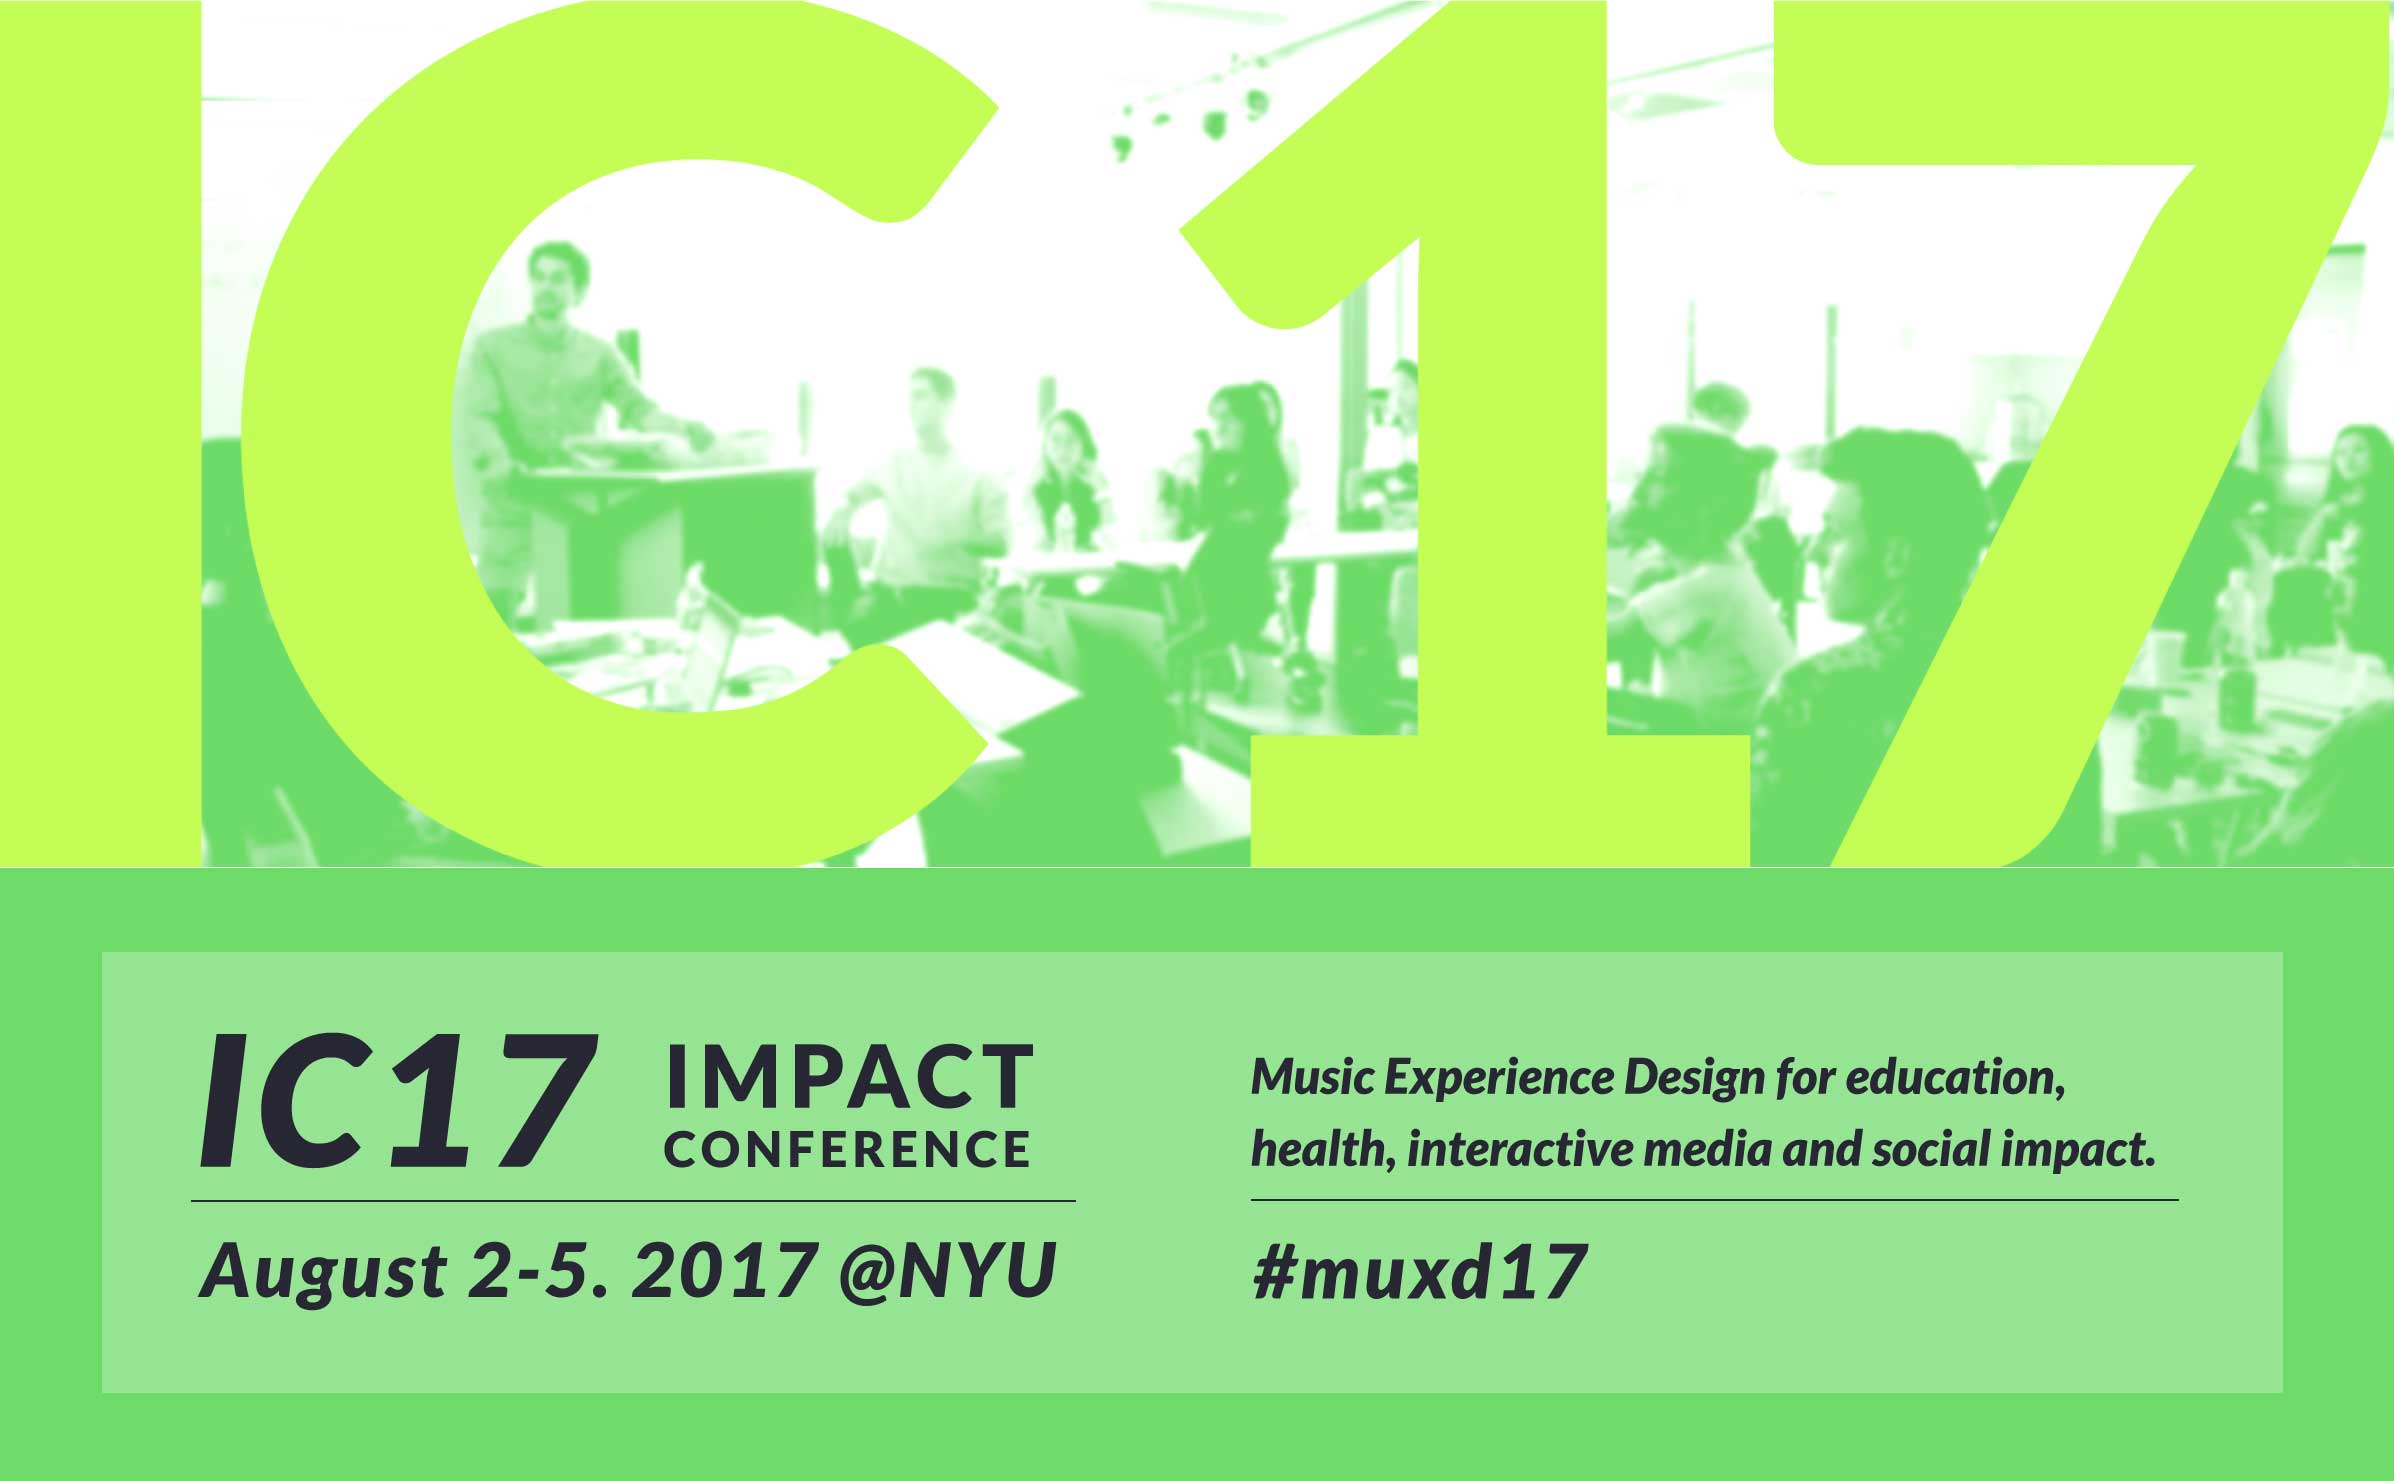 IC17
IC17 IMPACT
CONFERENCE
August 2-5. 2017 @NYU
Music Experience Design for education,
health, interactive media and social impact.
#muxd17